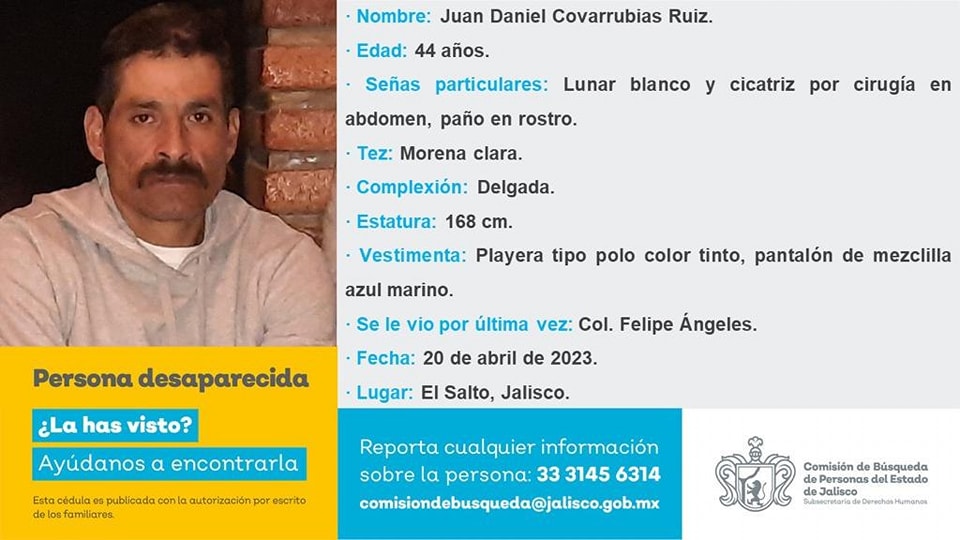 · Nombre: Juan Daniel Covarrubias Ruiz.
· Edad: 44 años.
· Señas particulares: Lunar blanco y cicatriz por cirugía en
abdomen, paño en rostro.
· Tez: Morena clara.
· Complexión: Delgada.
· Estatura: 168 cm.
· Vestimenta: Playera tipo polo color tinto, pantalón de mezclilla
azul marino.
· Se le vio por última vez: Col. Felipe Ángeles.
· Fecha: 20 de abril de 2023.
· Lugar: El Salto, Jalisco.
Persona desaparecida
¿La has visto?
Ayúdanos a encontrarla
Esta cédula es publicada con la autorización por escrito
de los familiares.
Reporta cualquier información
sobre la persona: 33 3145 6314
comisiondebusqueda@jalisco.gob.mx
Comisión de Búsqueda
de Personas del Estado
de Jalisco
Subsecretaría de Derechos Humanos